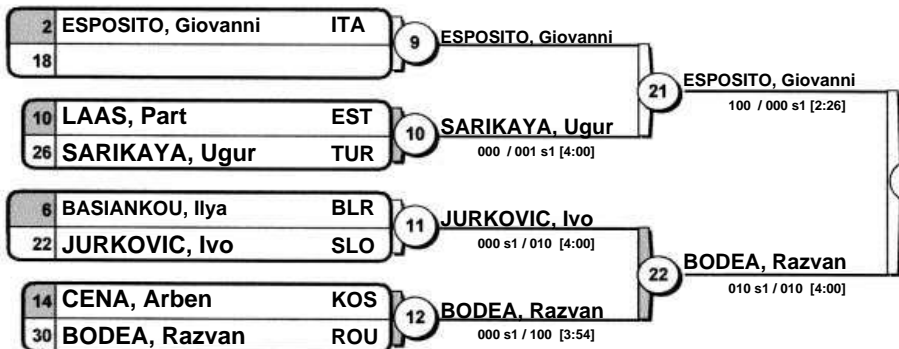 2 ESPOSITO, Giovanni ITA
18
9 ESPOSITO, Giovanni
10 LAAS, Part EST
26 SARIKAYA, Ugur TUR
10 SARIKAYA, Ugur
000 / 001 s1 [4:00]
21 ESPOSITO, Giovanni
100 / 000 s1 [2:26]
6 BASIANKOU, Ilya BLR
22 JURKOVIC, Ivo SLO
11 JURKOVIC, Ivo
000 s1 / 010 [4:00]
14 CENA, Arben KOS
30 BODEA, Razvan ROU
12 BODEA, Razvan
000 s1 / 100 [3:54]
22 BODEA, Razvan
010 s1 / 010 [4:00]